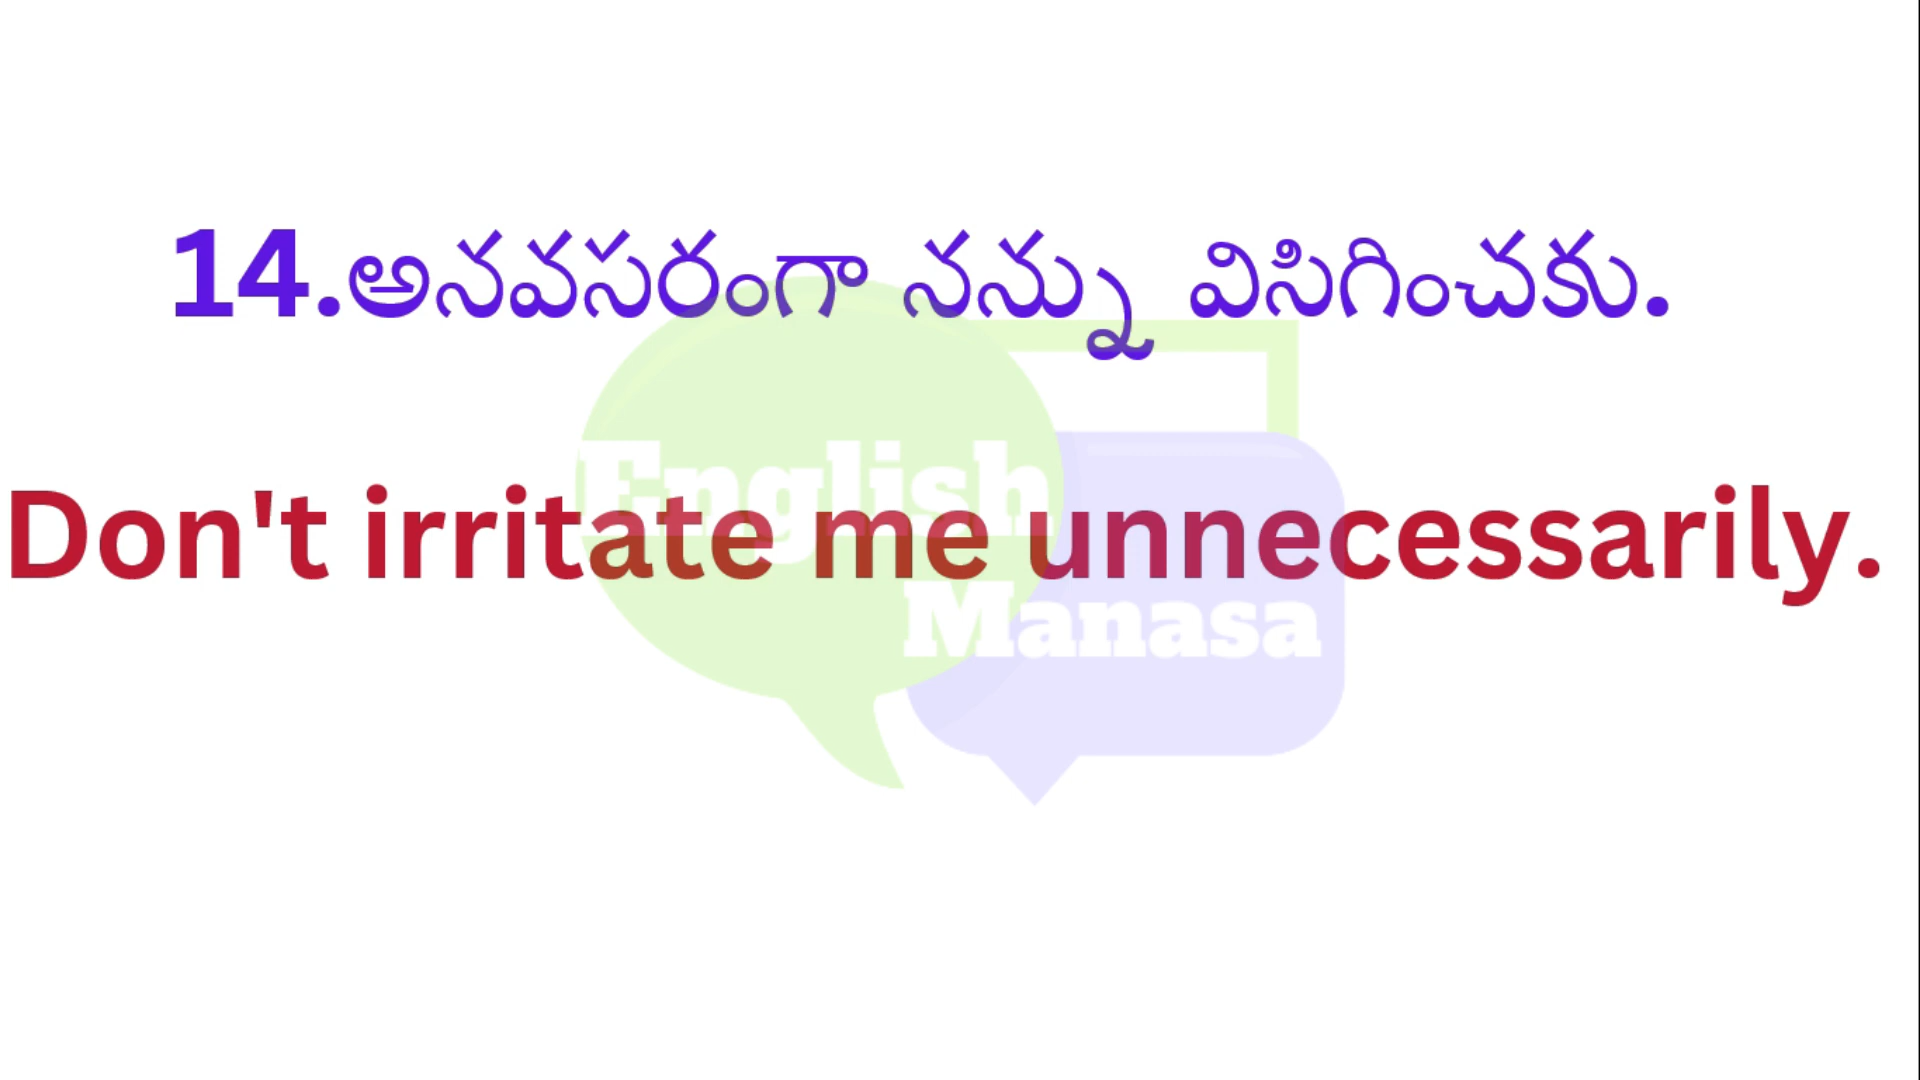 14.అనవసరంగా నన్ను విసిగించకు.
English
Don't irritate me unnecessarily.
Manasa